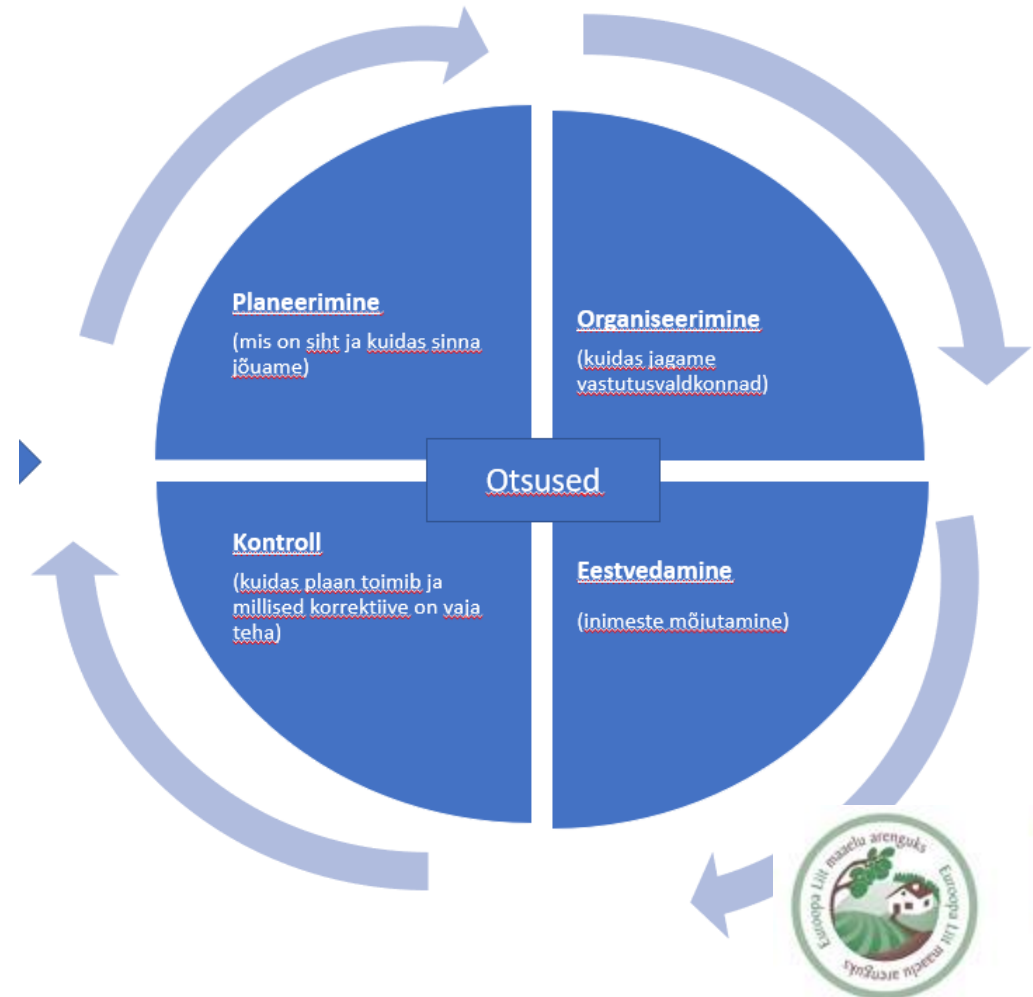 Planeerimine
(mis on siht ja kuidas sinna
jõuame)
Organiseerimine
(kuidas jagame
vastutusvaldkonnad)
Otsused
Kontroll
(kuidas plaan toimib ja
millised korrektiive on vaja
teha)
Eestvedamine
(inimeste mõjutamine)
Euroopa Liit maaelu arenguks
Euroopa Liit maaelu arenguks